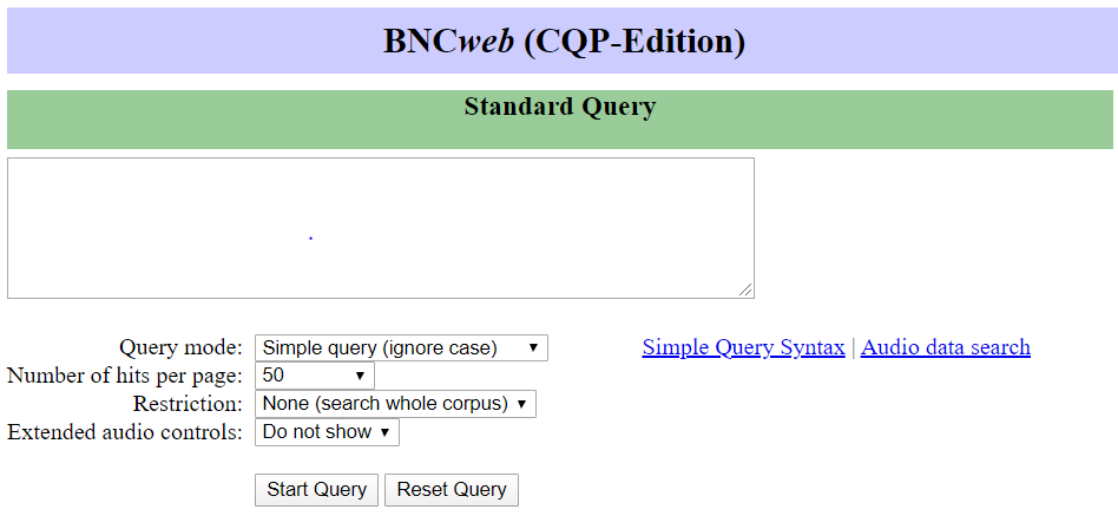 BNCweb (CQP-Edition)
Standard Query
Query mode: Simple query (ignore case) Simple Query Syntax | Audio data search
Number of hits per page: 50
Restriction: None (search whole corpus)
Extended audio controls: Do not show
Start Query Reset Query